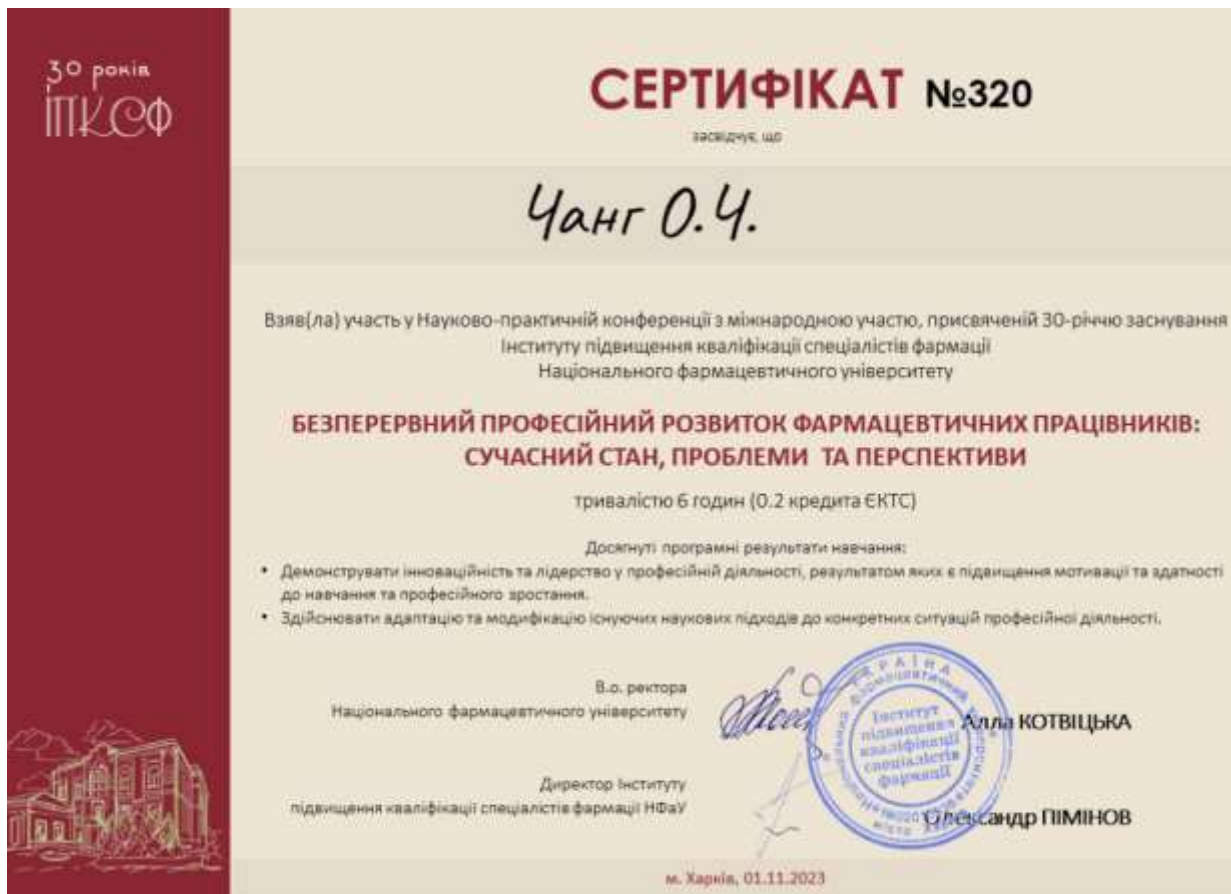 30 років
ІПКСФ
СЕРТИФІКАТ №320
засвідчує, що
Чанг О.Ч.
Взяв(ла) участь у Науково-практичній конференції з міжнародною участю, присвяченій 30-річчю заснування
Інституту підвищення кваліфікації спеціалістів фармації
Національного фармацевтичного університету
БЕЗПЕРЕРВНИЙ ПРОФЕСІЙНИЙ РОЗВИТОК ФАРМАЦЕВТИЧНИХ ПРАЦІВНИКІВ:
СУЧАСНИЙ СТАН, ПРОБЛЕМИ ТА ПЕРСПЕКТИВИ
тривалістю 6 годин (0.2 кредита ЄКТС)
Досягнуті програмні результати навчання:
• Демонструвати інноваційність та лідерство у професійній діяльності, результатом яких є підвищення мотивації та здатності
до навчання та професійного зростання.
• Здійснювати адаптацію та модифікацію існуючих наукових підходів до конкретних ситуацій професійної діяльності.
В.о. ректора
Національного фармацевтичного університету
Алла КОТВІЦЬКА
УКРАЇНА
Інститут
підвищення
кваліфікації
спеціалістів
фармації
Директор Інституту
підвищення кваліфікації спеціалістів фармації НФаУ
Олександр ПІМІНОВ
м. Харків, 01.11.2023